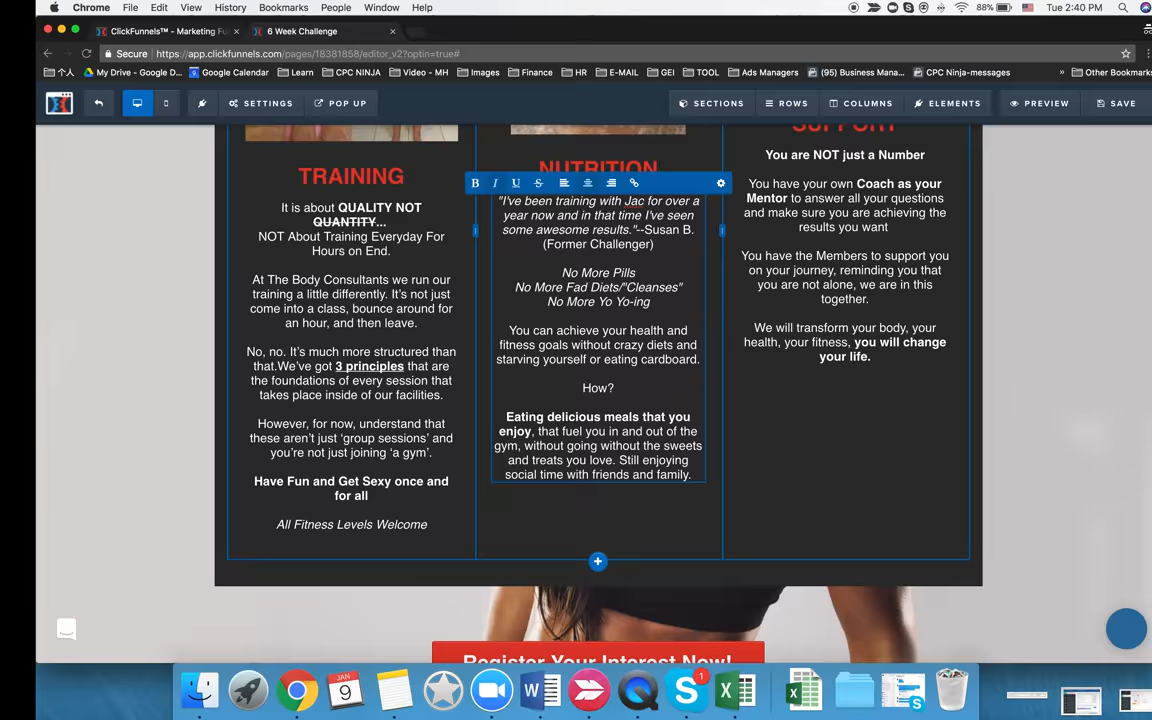 Chrome File Edit View History Bookmarks People Window Help 88% Tue 2:40 PM
ClickFunnels™ - Marketing Fu × 6 Week Challenge ×
Secure https://app.clickfunnels.com/pages/18381858/editor_v2?optin=true#
个人 My Drive - Google D... Google Calendar Learn CPC NINJA Video - MH Images Finance HR E-MAIL GEI TOOL Ads Managers (95) Business Mana... CPC Ninja-messages » Other Bookmarks
SETTINGS POP UP SECTIONS ROWS COLUMNS ELEMENTS PREVIEW SAVE
TRAINING
It is about QUALITY NOT
QUANTITY...
NOT About Training Everyday For
Hours on End.
At The Body Consultants we run our
training a little differently. It's not just
come into a class, bounce around for
an hour, and then leave.
No, no. It's much more structured than
that.We've got 3 principles that are
the foundations of every session that
takes place inside of our facilities.
However, for now, understand that
these aren't just 'group sessions' and
you're not just joining 'a gym'.
Have Fun and Get Sexy once and
for all
All Fitness Levels Welcome
NUTRITION
B I U S
"I've been training with Jac for over a
year now and in that time I've seen
some awesome results."--Susan B.
(Former Challenger)
No More Pills
No More Fad Diets/"Cleanses"
No More Yo Yo-ing
You can achieve your health and
fitness goals without crazy diets and
starving yourself or eating cardboard.
How?
Eating delicious meals that you
enjoy, that fuel you in and out of the
gym, without going without the sweets
and treats you love. Still enjoying
social time with friends and family.
SUPPORT
You are NOT just a Number
You have your own Coach as your
Mentor to answer all your questions
and make sure you are achieving the
results you want
You have the Members to support you
on your journey, reminding you that
you are not alone, we are in this
together.
We will transform your body, your
health, your fitness, you will change
your life.
Register Your Interest Now!
JAN
9
1